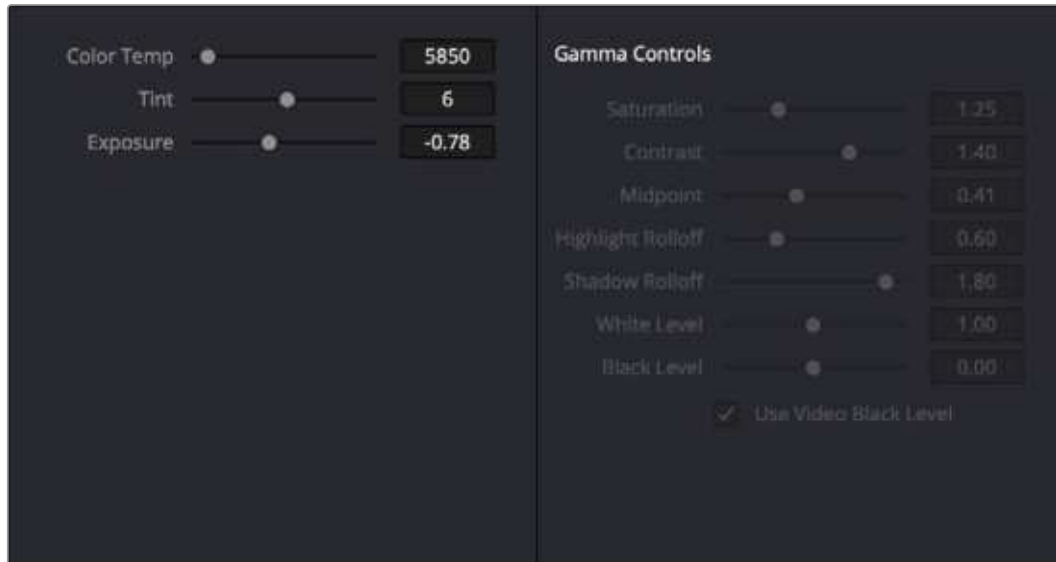 Color Temp 5850
Tint 6
Exposure -0.78
Gamma Controls
Saturation 1.25
Contrast 1.40
Midpoint 0.41
Highlight Rolloff 0.60
Shadow Rolloff 1.80
White Level 1.00
Black Level 0.00
Use Video Black Level